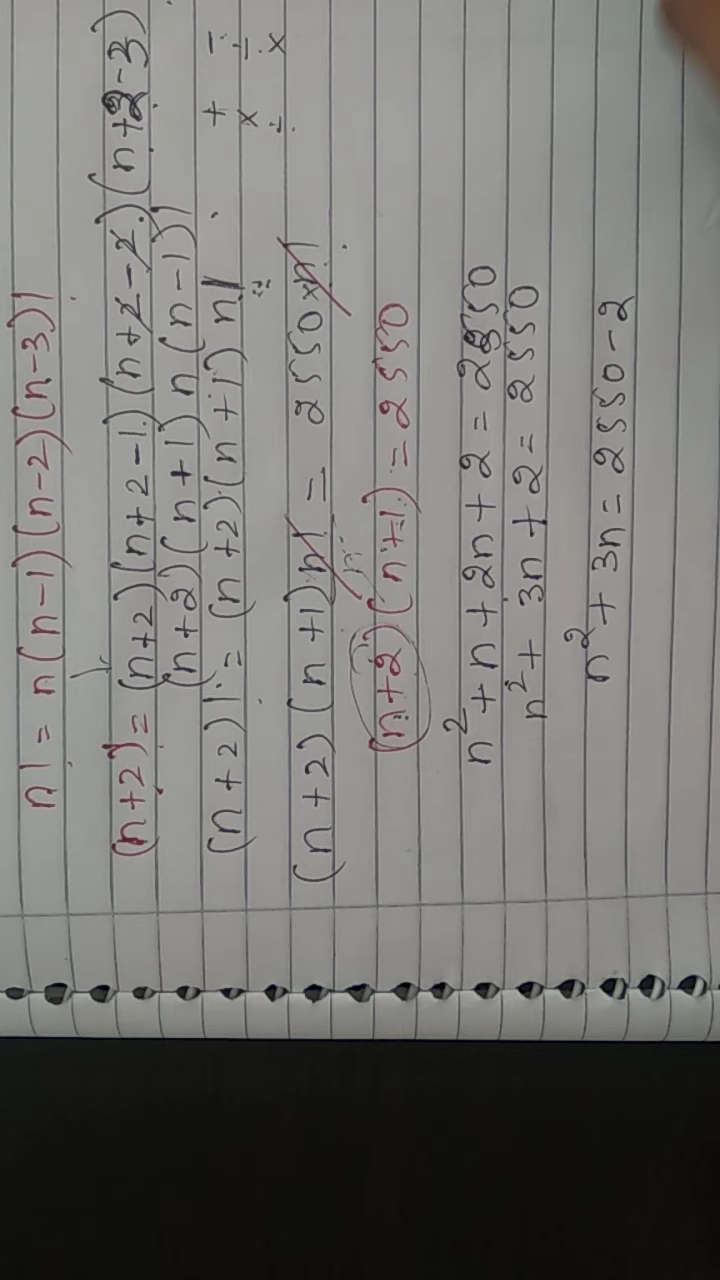 n! = n(n-1)(n-2)(n-3)!
(n+2)! = (n+2)(n+2-1)(n+2-2)(n+2-3)
(n+2)(n+1)n(n-1)!
(n+2)! = (n+2)(n+1)n!
+ -
x ÷
÷ x
(n+2)(n+1)n! = 2550×n!
(n+2)(n+1) = 2550
n²+n+2n+2 = 2550
n²+3n+2 = 2550
n²+3n = 2550-2